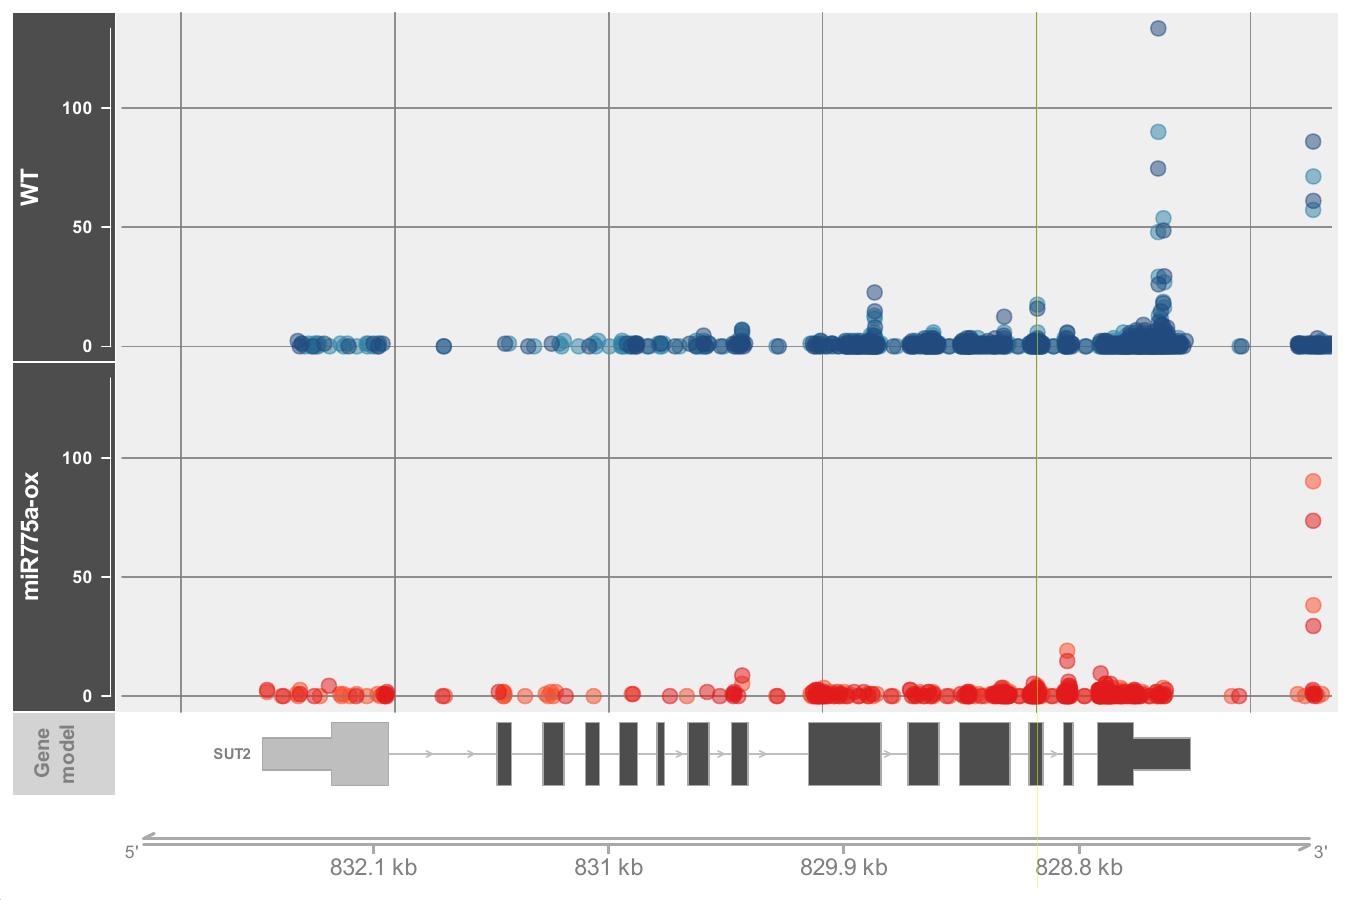 WT
100
50
0
miR775a-ox
100
50
0
Gene
model
SUT2
5'
3'
832.1 kb
831 kb
829.9 kb
828.8 kb